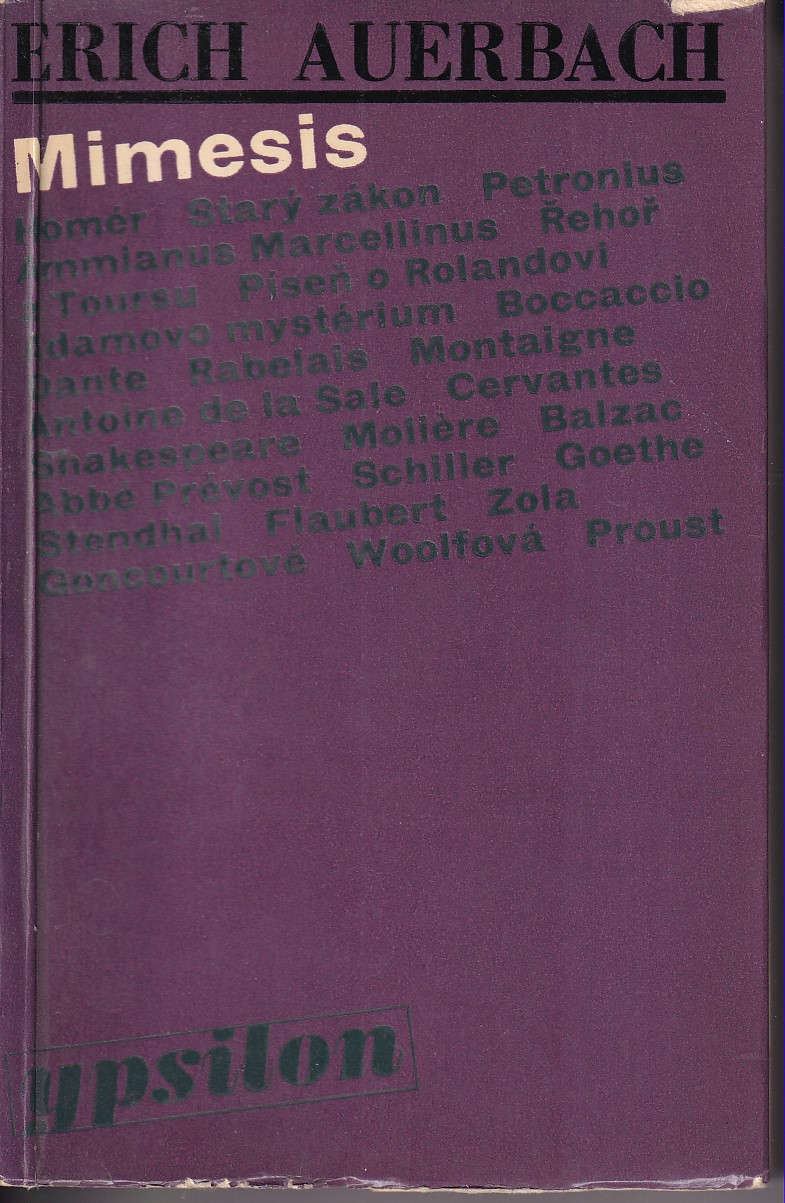 ERICH AUERBACH
Mimesis
Homér Starý zákon Petronius
Ammianus Marcellinus Řehoř
z Toursu Píseň o Rolandovi
Adamovo mystérium Boccaccio
Dante Rabelais Montaigne
Antoine de la Sale Cervantes
Shakespeare Molière Balzac
Abbé Prévost Schiller Goethe
Stendhal Flaubert Zola
Goncourtové Woolfová Proust
ypsilon